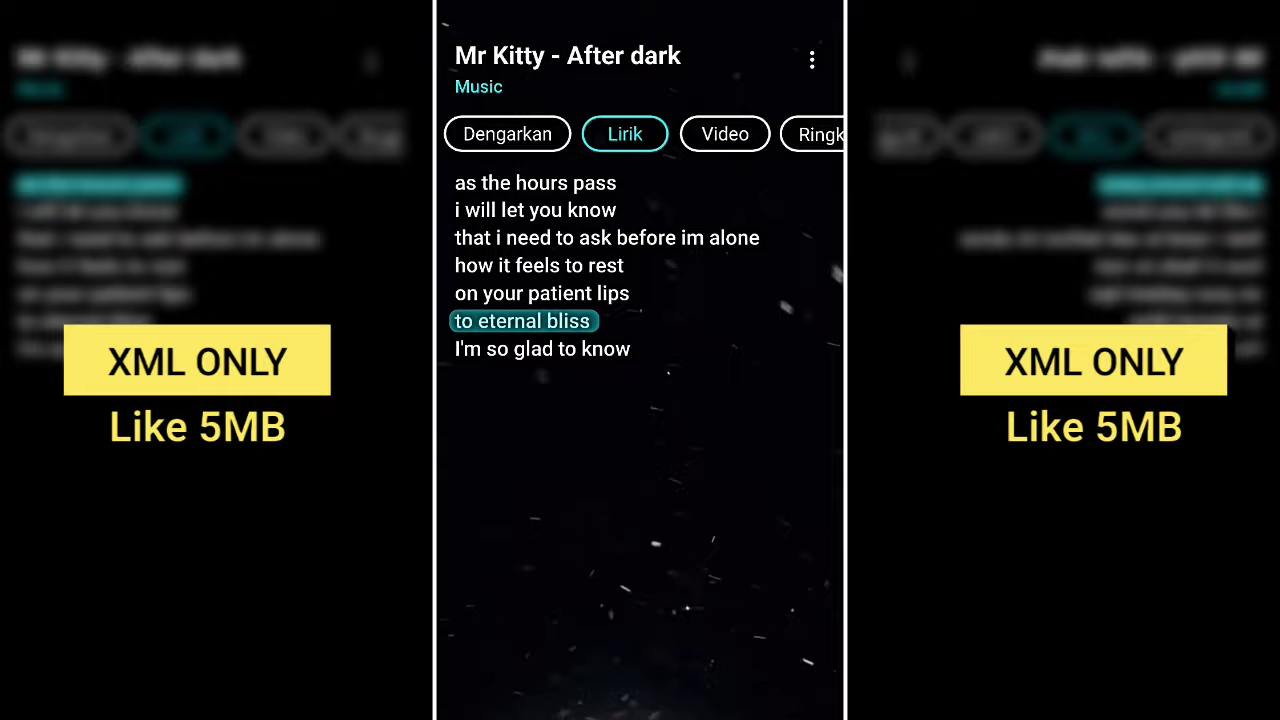 Mr Kitty - After dark
Music
Dengarkan
Lirik
Video
Ringk
as the hours pass
i will let you know
that i need to ask before im alone
how it feels to rest
on your patient lips
to eternal bliss
I'm so glad to know
XML ONLY
Like 5MB
XML ONLY
Like 5MB